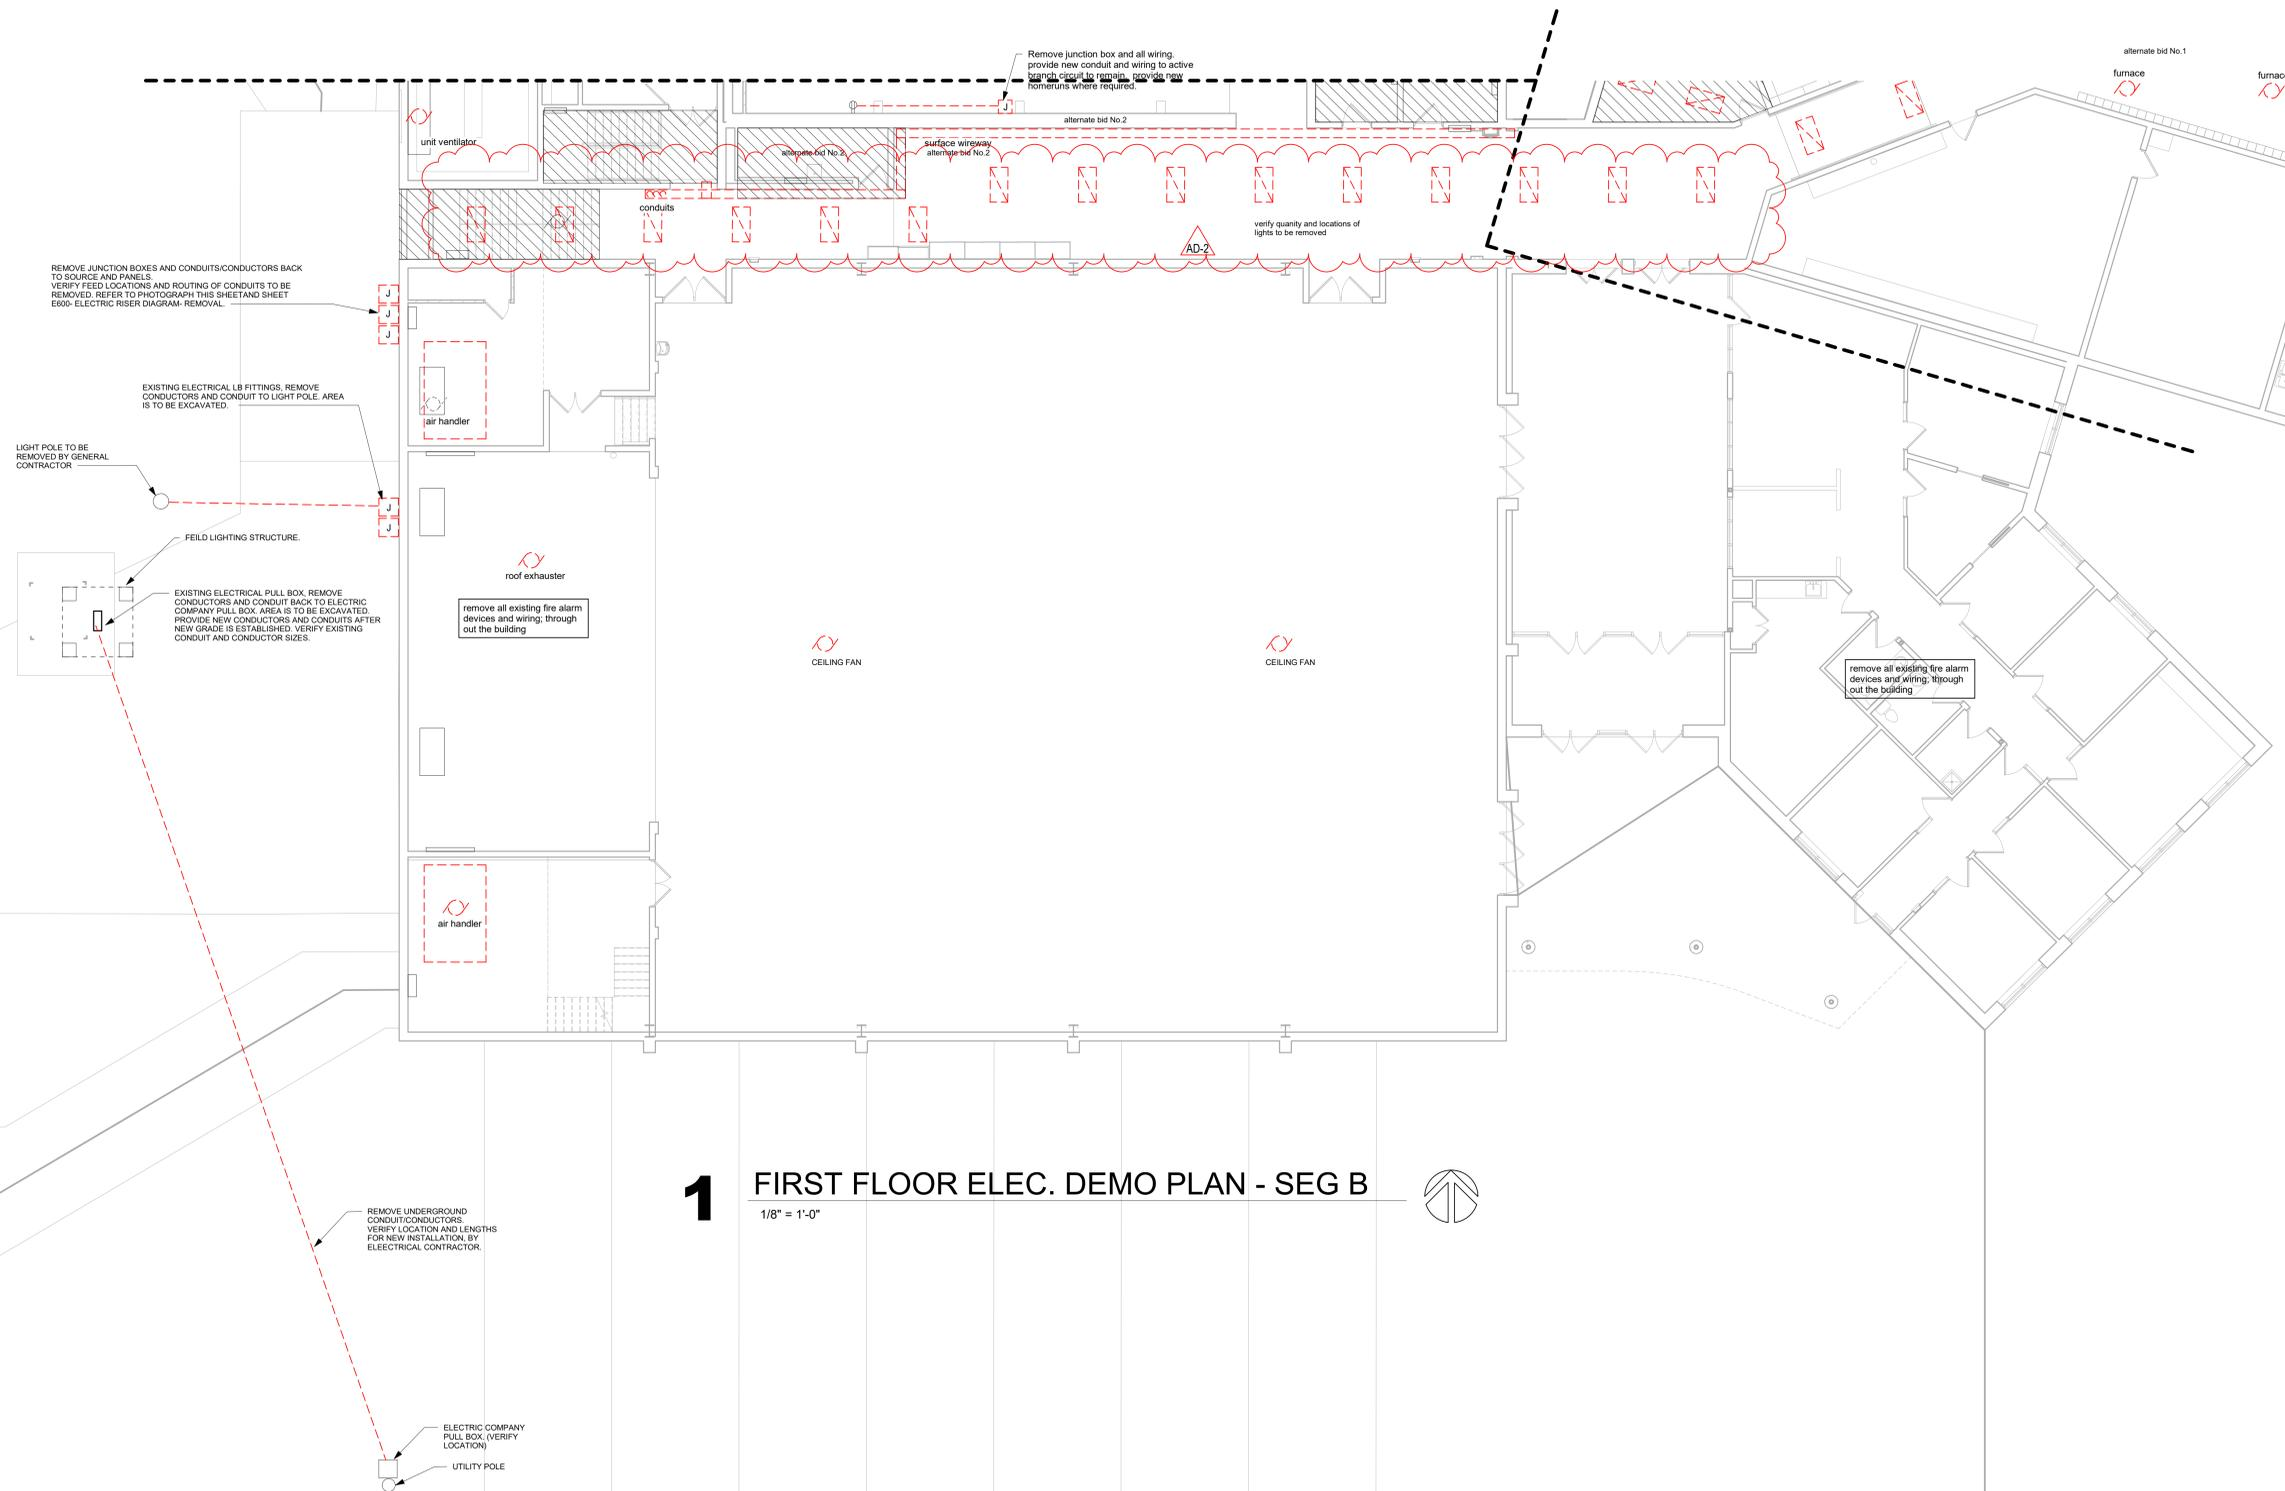 alternate bid No.1
furnace
furnace
Remove junction box and all wiring.
provide new conduit and wiring to active
branch circuit to remain. provide new
homeruns where required.
J
alternate bid No.2
unit ventilator
alternate bid No.2
surface wireway
alternate bid No.2
conduits
verify quanity and locations of
lights to be removed
AD-2
REMOVE JUNCTION BOXES AND CONDUITS/CONDUCTORS BACK
TO SOURCE AND PANELS.
VERIFY FEED LOCATIONS AND ROUTING OF CONDUITS TO BE
REMOVED. REFER TO PHOTOGRAPH THIS SHEETAND SHEET
E600- ELECTRIC RISER DIAGRAM- REMOVAL.
J
J
J
EXISTING ELECTRICAL LB FITTINGS, REMOVE
CONDUCTORS AND CONDUIT TO LIGHT POLE. AREA
IS TO BE EXCAVATED.
air handler
LIGHT POLE TO BE
REMOVED BY GENERAL
CONTRACTOR
J
J
FEILD LIGHTING STRUCTURE.
roof exhauster
EXISTING ELECTRICAL PULL BOX, REMOVE
CONDUCTORS AND CONDUIT BACK TO ELECTRIC
COMPANY PULL BOX. AREA IS TO BE EXCAVATED.
PROVIDE NEW CONDUCTORS AND CONDUITS AFTER
NEW GRADE IS ESTABLISHED. VERIFY EXISTING
CONDUIT AND CONDUCTOR SIZES.
remove all existing fire alarm
devices and wiring; through
out the building
CEILING FAN
CEILING FAN
remove all existing fire alarm
devices and wiring; through
out the building
air handler
1
FIRST FLOOR ELEC. DEMO PLAN - SEG B
1/8" = 1'-0"
REMOVE UNDERGROUND
CONDUIT/CONDUCTORS.
VERIFY LOCATION AND LENGTHS
FOR NEW INSTALLATION, BY
ELEECTRICAL CONTRACTOR.
ELECTRIC COMPANY
PULL BOX. (VERIFY
LOCATION)
UTILITY POLE